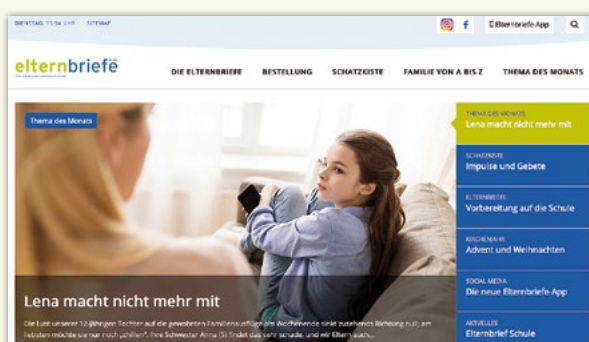 DIENSTAG, UHR SITEMAP
Elternbriefe-App
elternbriefe
DIE ELTERNBRIEFE BESTELLUNG SCHATZKISTE FAMILIE VON A BIS Z THEMA DES MONATS
Thema des Monats
THEMA DES MONATS
Lena macht nicht mehr mit
SCHATZKISTE
Impulse und Gebete
ELTERNBRIEFE
Vorbereitung auf die Schule
KIRCHENJAHR
Advent und Weihnachten
SOCIAL MEDIA
Die neue Elternbriefe-App
AKTUELLES
Elternbrief Schule
Lena macht nicht mehr mit
Die Lust unserer 12-jährigen Tochter auf die gewohnten Familienausflüge am Wochenende sinkt zusehends Richtung null; am
liebsten möchte sie nur noch „chillen“. Ihre Schwester Anna (5) findet das sehr schade, und wir Eltern auch...